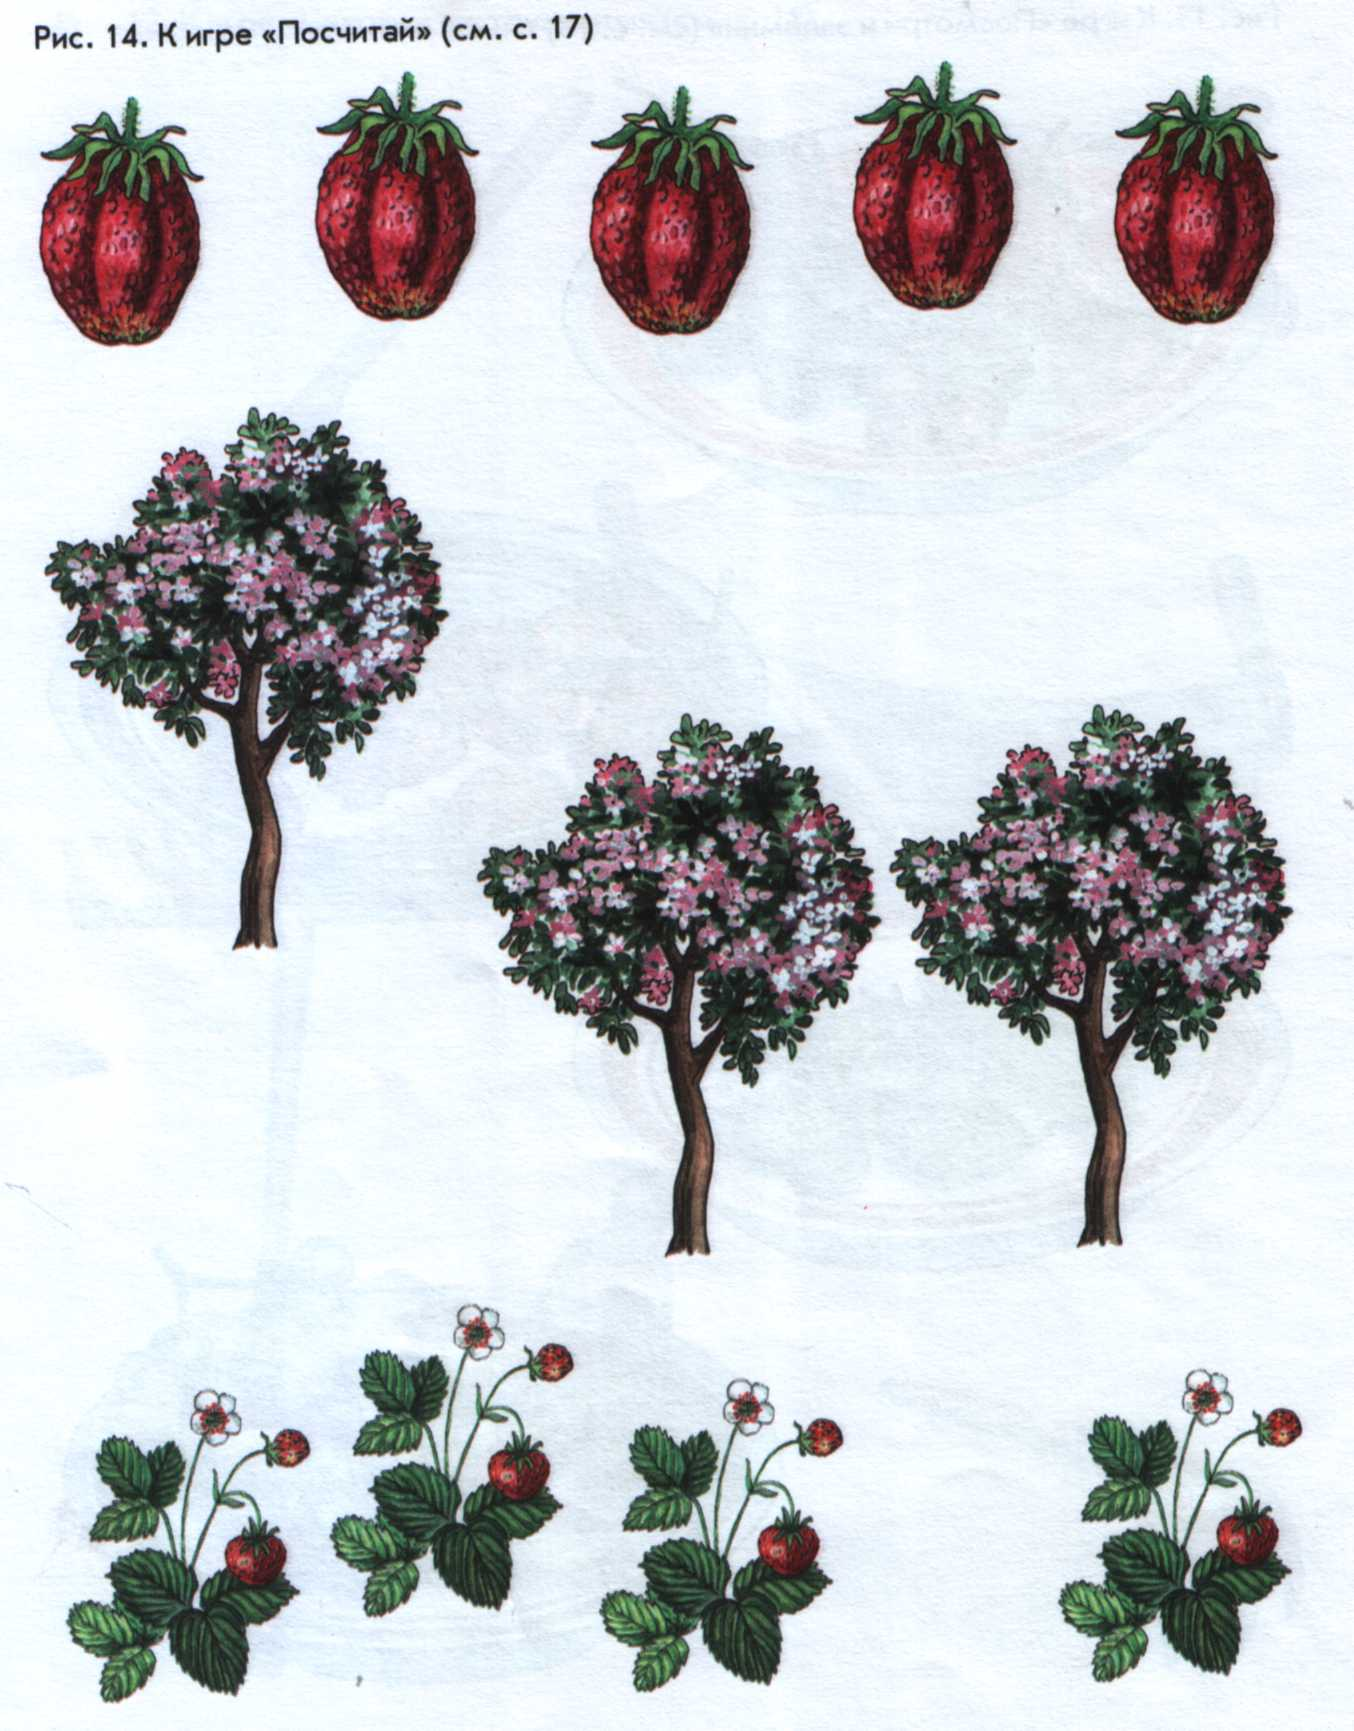 Рис. 14. К игре «Посчитай» (см. с. 17)